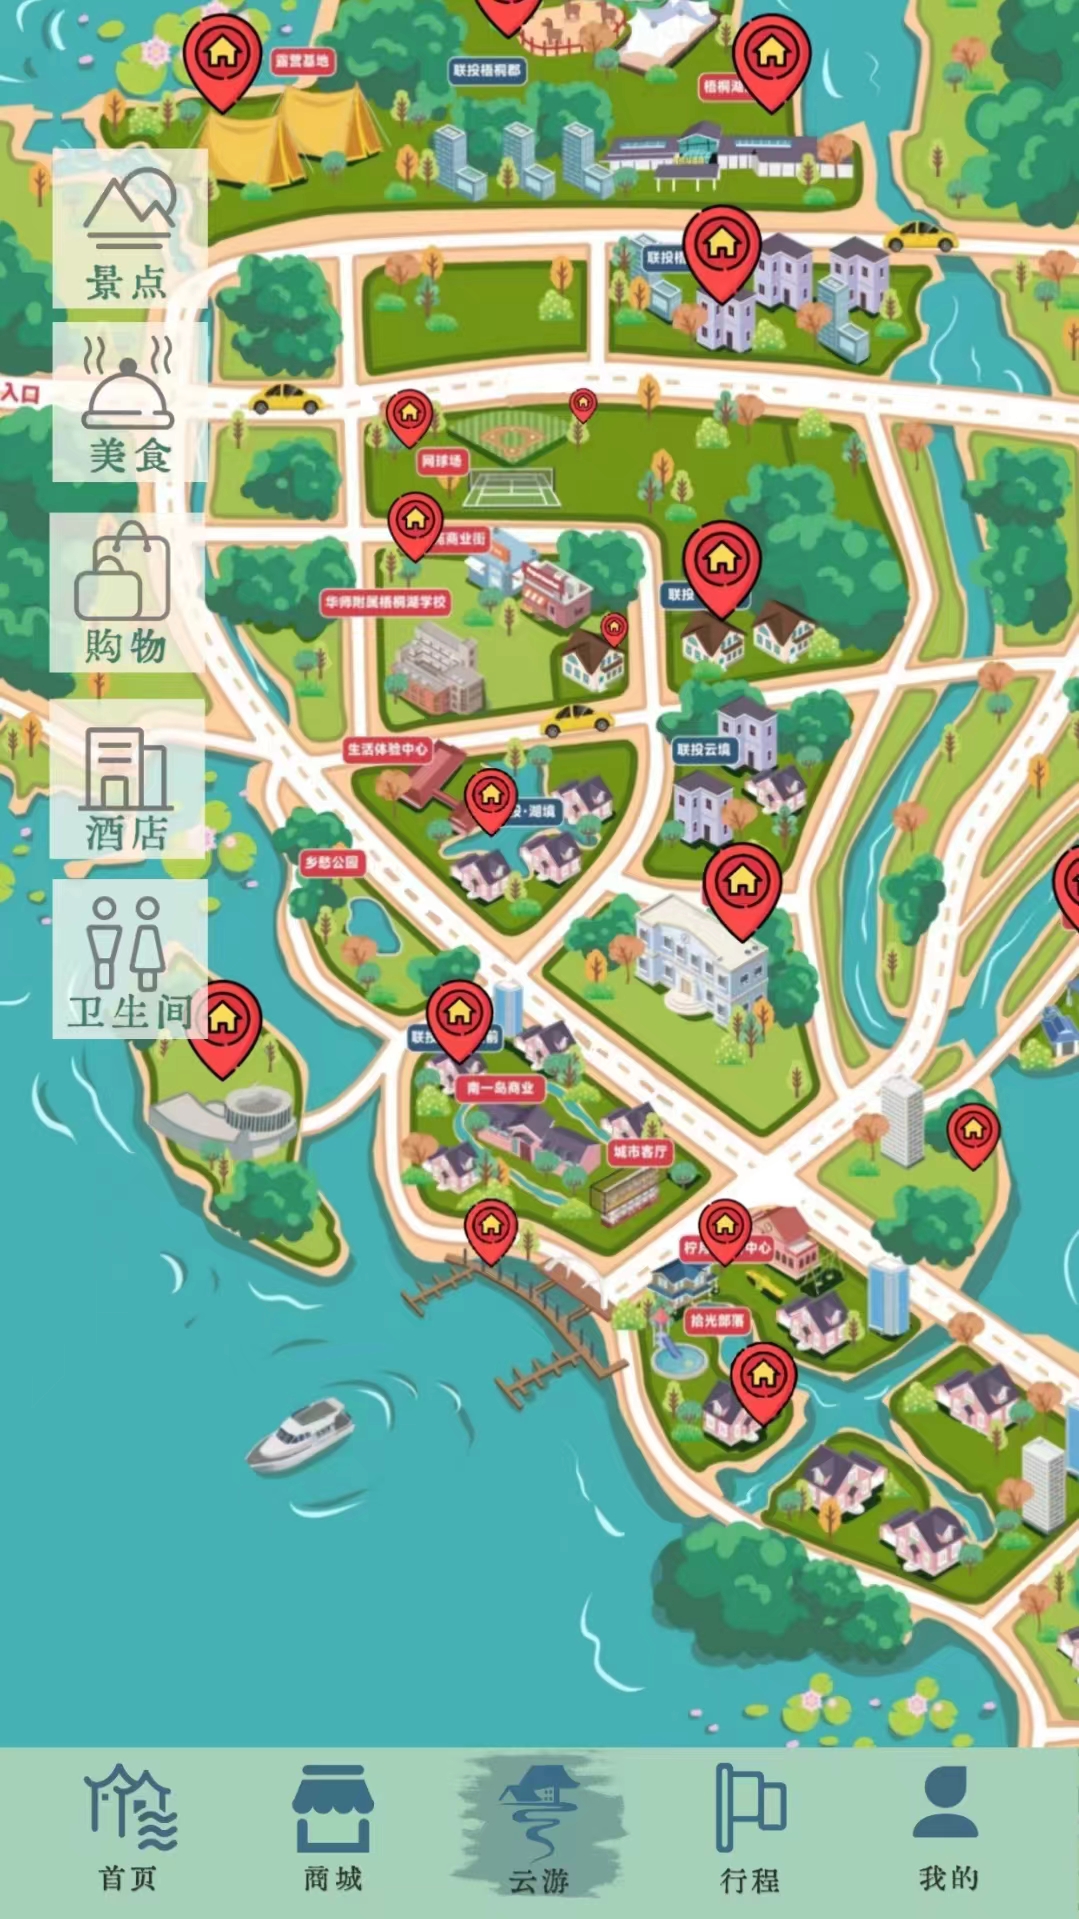 露营基地
联投梧桐郡
梧桐湖
景点
联投梧
美食
入口
网球场
商业街
购物
华师附属梧桐湖学校
联投
生活体验中心
联投云境
酒店
投·湖境
乡愁公园
卫生间
联投
南一岛商业
城市客厅
中心
拾光部落
首页
商城
云游
行程
我的